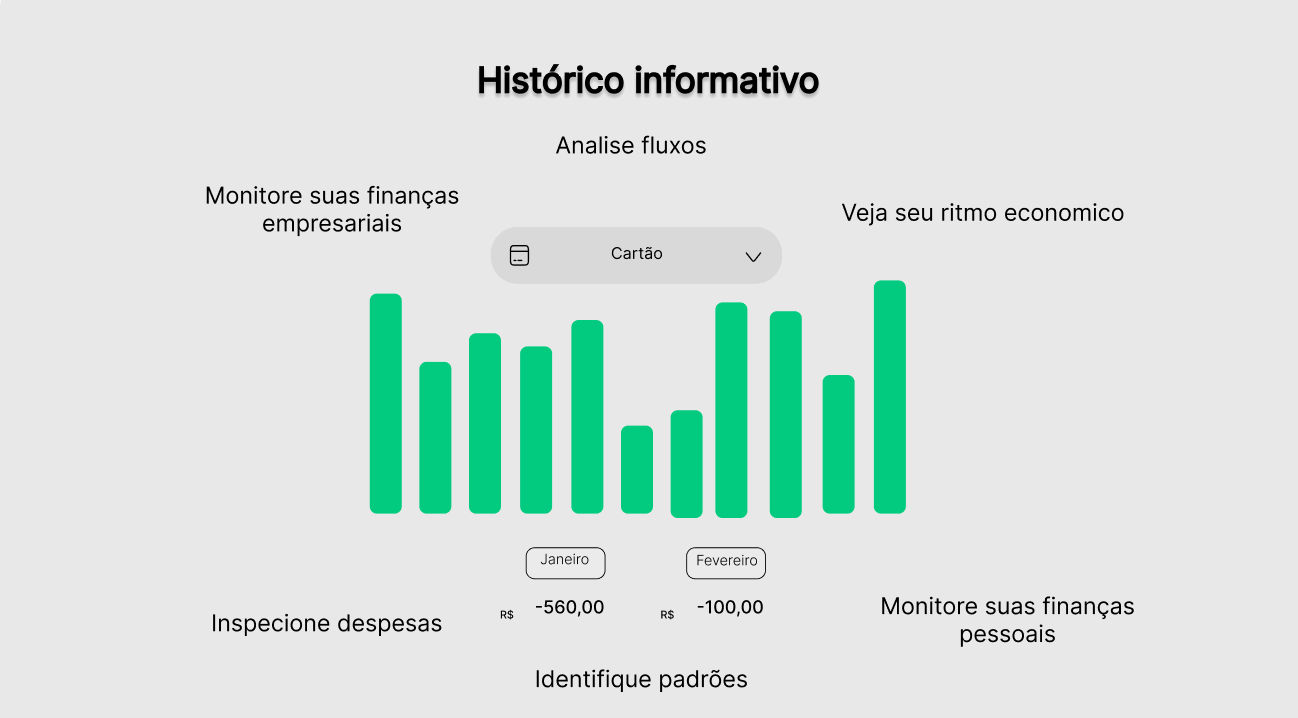 Histórico informativo
Analise fluxos
Monitore suas finanças
empresariais
Veja seu ritmo economico
Cartão
Janeiro
Fevereiro
R$ -560,00
R$ -100,00
Inspecione despesas
Monitore suas finanças
pessoais
Identifique padrões